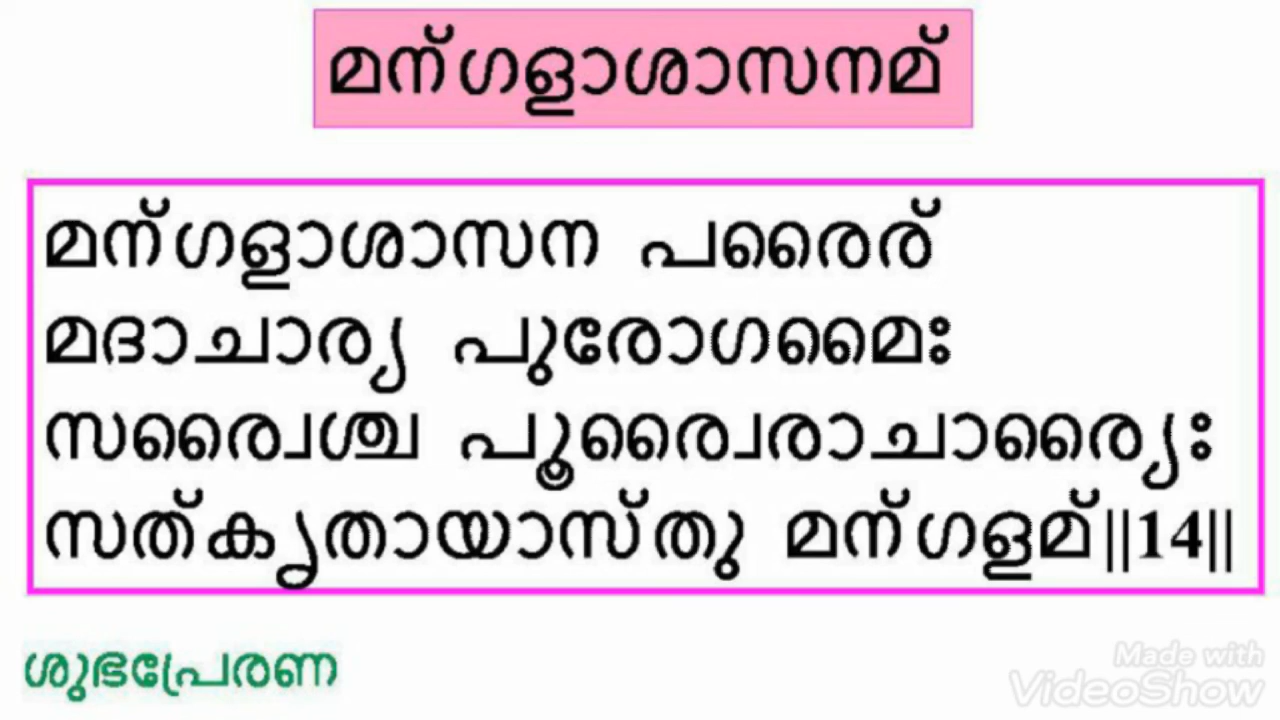 മന്ഗളാശാസനമ്
മന്ഗളാശാസന പരൈര്
മദാചാര്യ പുരോഗമൈഃ
സര്വൈശ്ച പൂര്വൈരാചാര്യൈഃ
സത്കൃതായാസ്തു മന്ഗളമ്||14||
ശുഭപ്രേരണ
Made with
VideoShow